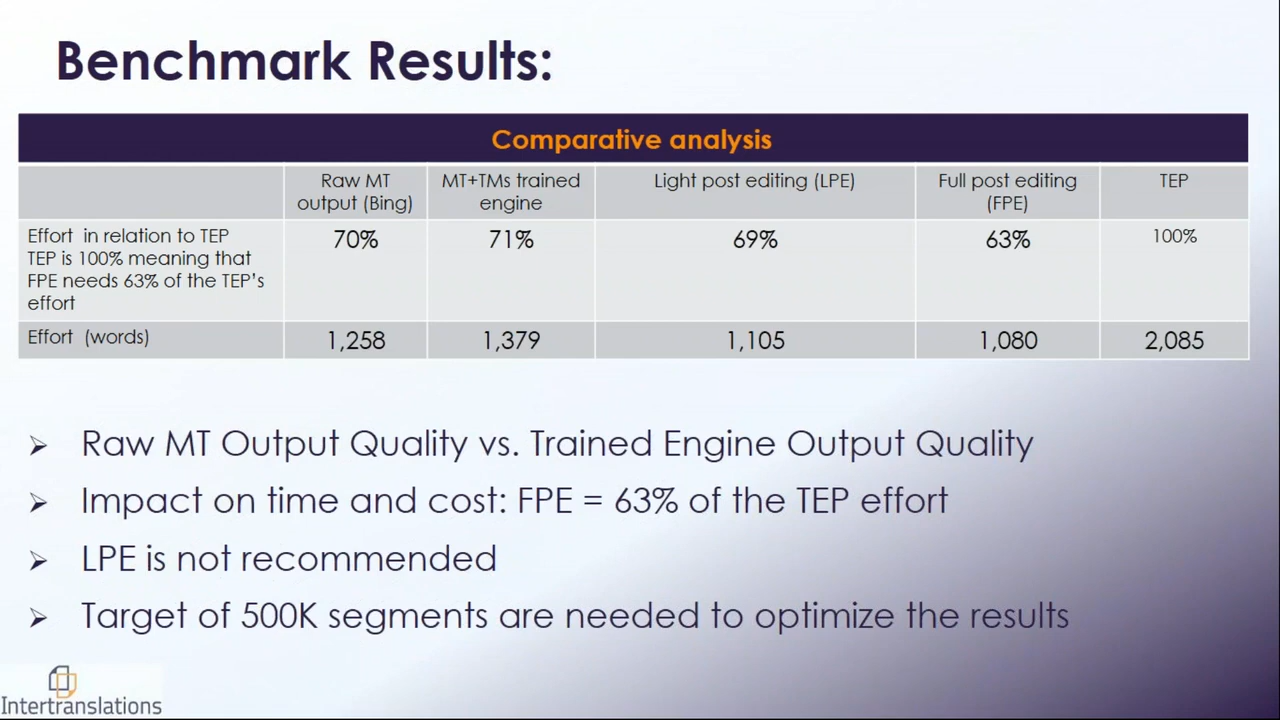 Benchmark Results:
Comparative analysis
Raw MT
output (Bing)
MT+TMs trained
engine
Light post editing (LPE)
Full post editing
(FPE)
TEP
Effort in relation to TEP
TEP is 100% meaning that
FPE needs 63% of the TEP's
effort
70%
71%
69%
63%
100%
Effort (words)
1,258
1,379
1,105
1,080
2,085
➢ Raw MT Output Quality vs. Trained Engine Output Quality
➢ Impact on time and cost: FPE = 63% of the TEP effort
➢ LPE is not recommended
➢ Target of 500K segments are needed to optimize the results
Intertranslations